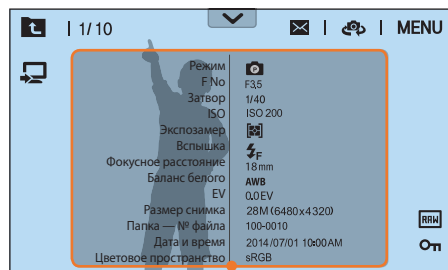 1/10 MENU
Режим P
F No F3,5
Затвор 1/40
ISO ISO 200
Экспозамер
Вспышка F
Фокусное расстояние 18mm
Баланс белого AWB
EV 0,0EV
Размер снимка 28M (6480x4320)
Папка — № файла 100-0010
RAW
Дата и время 2014/07/01 10:00AM
Цветовое пространство sRGB